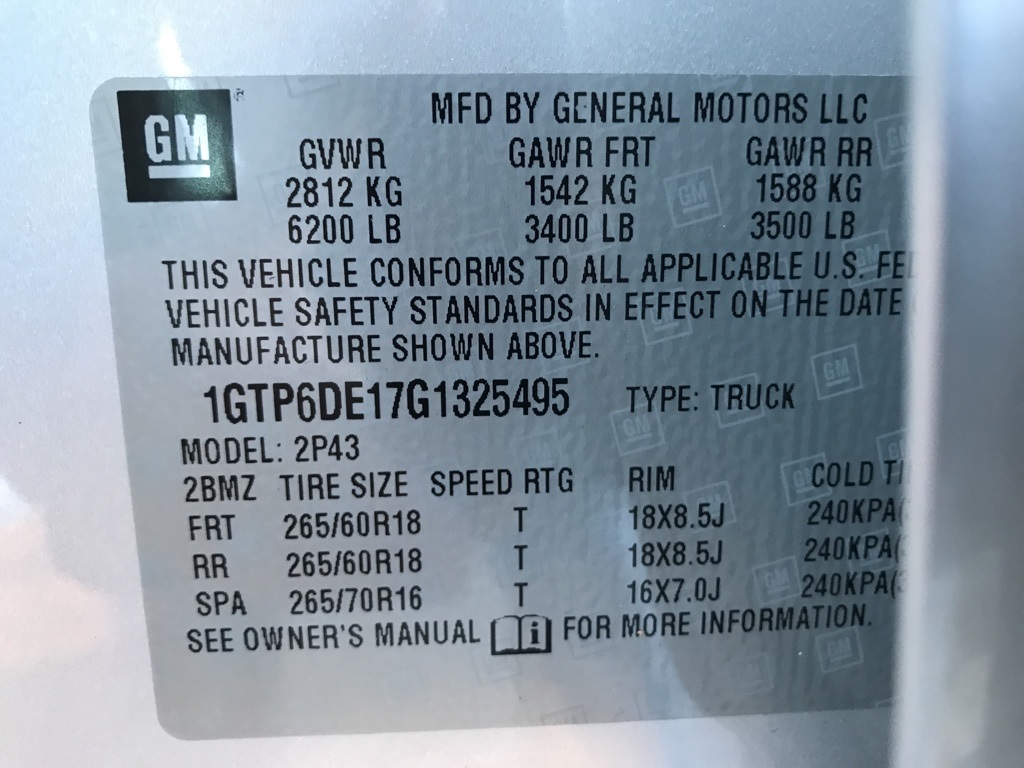 GM MFD BY GENERAL MOTORS LLC
GVWR GAWR FRT GAWR RR
2812 KG 1542 KG 1588 KG
6200 LB 3400 LB 3500 LB
THIS VEHICLE CONFORMS TO ALL APPLICABLE U.S. FE
VEHICLE SAFETY STANDARDS IN EFFECT ON THE DATE
MANUFACTURE SHOWN ABOVE.
1GTP6DE17G1325495 TYPE: TRUCK
MODEL: 2P43
2BMZ TIRE SIZE SPEED RTG RIM COLD TI
FRT 265/60R18 T 18X8.5J 240KPA(
RR 265/60R18 T 18X8.5J 240KPA(
SPA 265/70R16 T 16X7.0J 240KPA(
SEE OWNER'S MANUAL i FOR MORE INFORMATION.